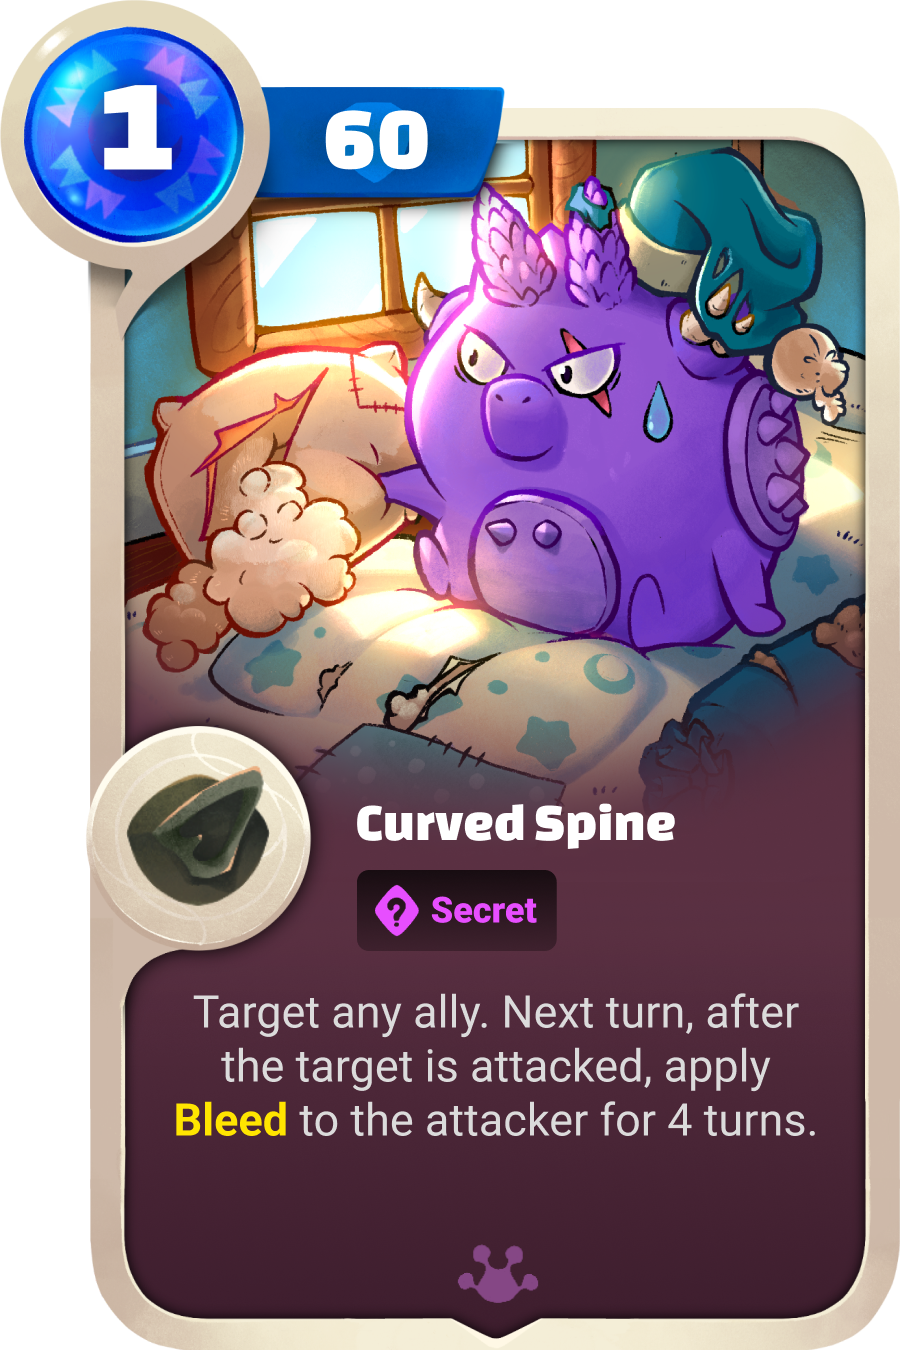 1
60
Curved Spine
? Secret
Target any ally. Next turn, after
the target is attacked, apply
Bleed to the attacker for 4 turns.